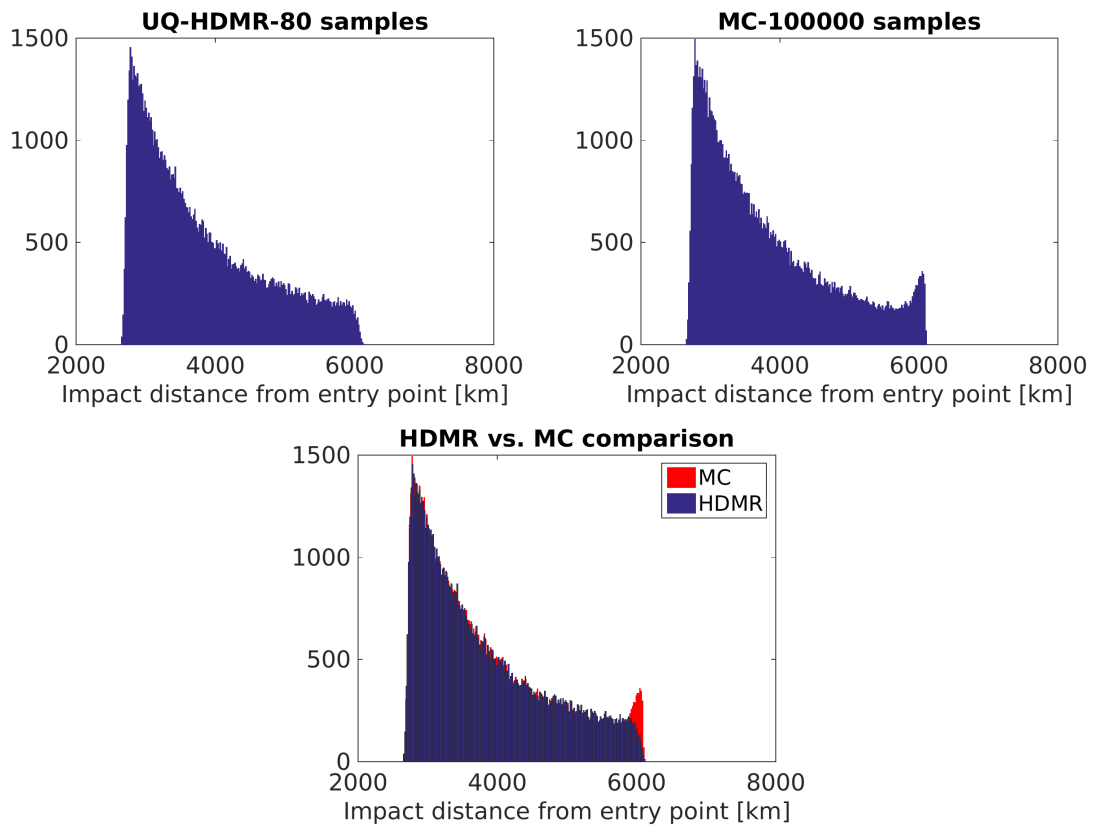 UQ-HDMR-80 samples
1500
1000
500
0
2000 4000 6000 8000
Impact distance from entry point [km]
MC-100000 samples
1500
1000
500
0
2000 4000 6000 8000
Impact distance from entry point [km]
HDMR vs. MC comparison
1500
1000
500
0
MC
HDMR
2000 4000 6000 8000
Impact distance from entry point [km]